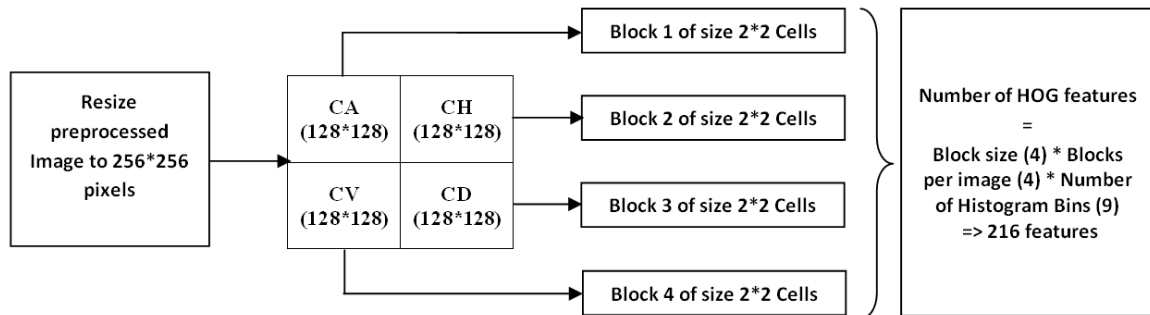 Resize
preprocessed
Image to 256*256
pixels
CA
(128*128)
CH
(128*128)
CV
(128*128)
CD
(128*128)
Block 1 of size 2*2 Cells
Block 2 of size 2*2 Cells
Block 3 of size 2*2 Cells
Block 4 of size 2*2 Cells
Number of HOG features
=
Block size (4) * Blocks
per image (4) * Number
of Histogram Bins (9)
=> 216 features